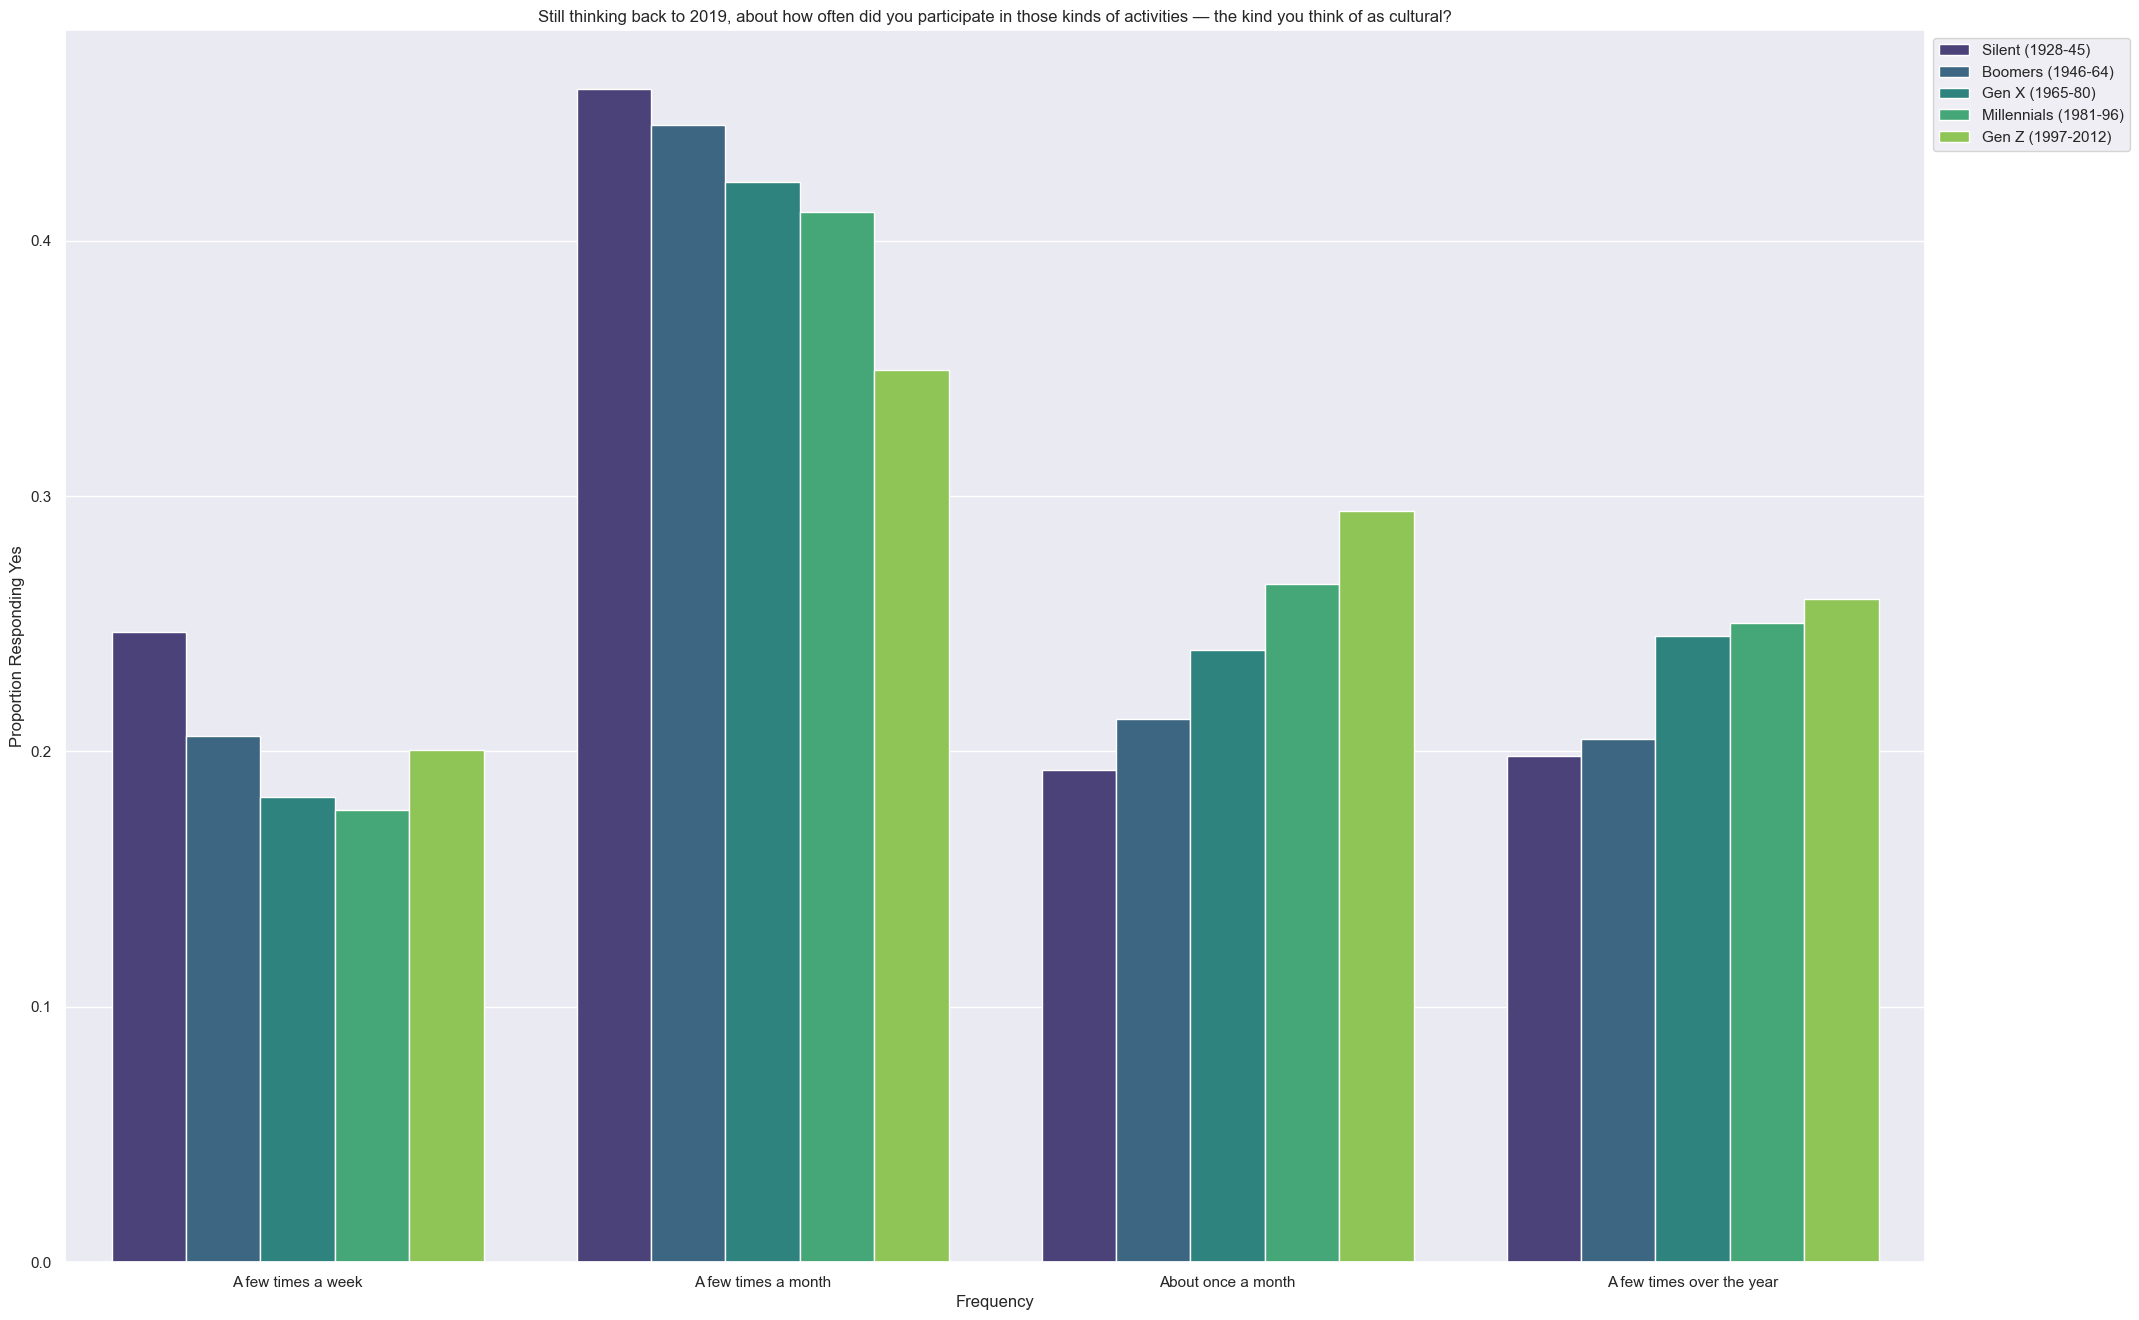 Still thinking back to 2019, about how often did you participate in those kinds of activities — the kind you think of as cultural?
Silent (1928-45)
Boomers (1946-64)
Gen X (1965-80)
Millennials (1981-96)
Gen Z (1997-2012)
Proportion Responding Yes
0.4
0.3
0.2
0.1
0.0
A few times a week
A few times a month
About once a month
A few times over the year
Frequency